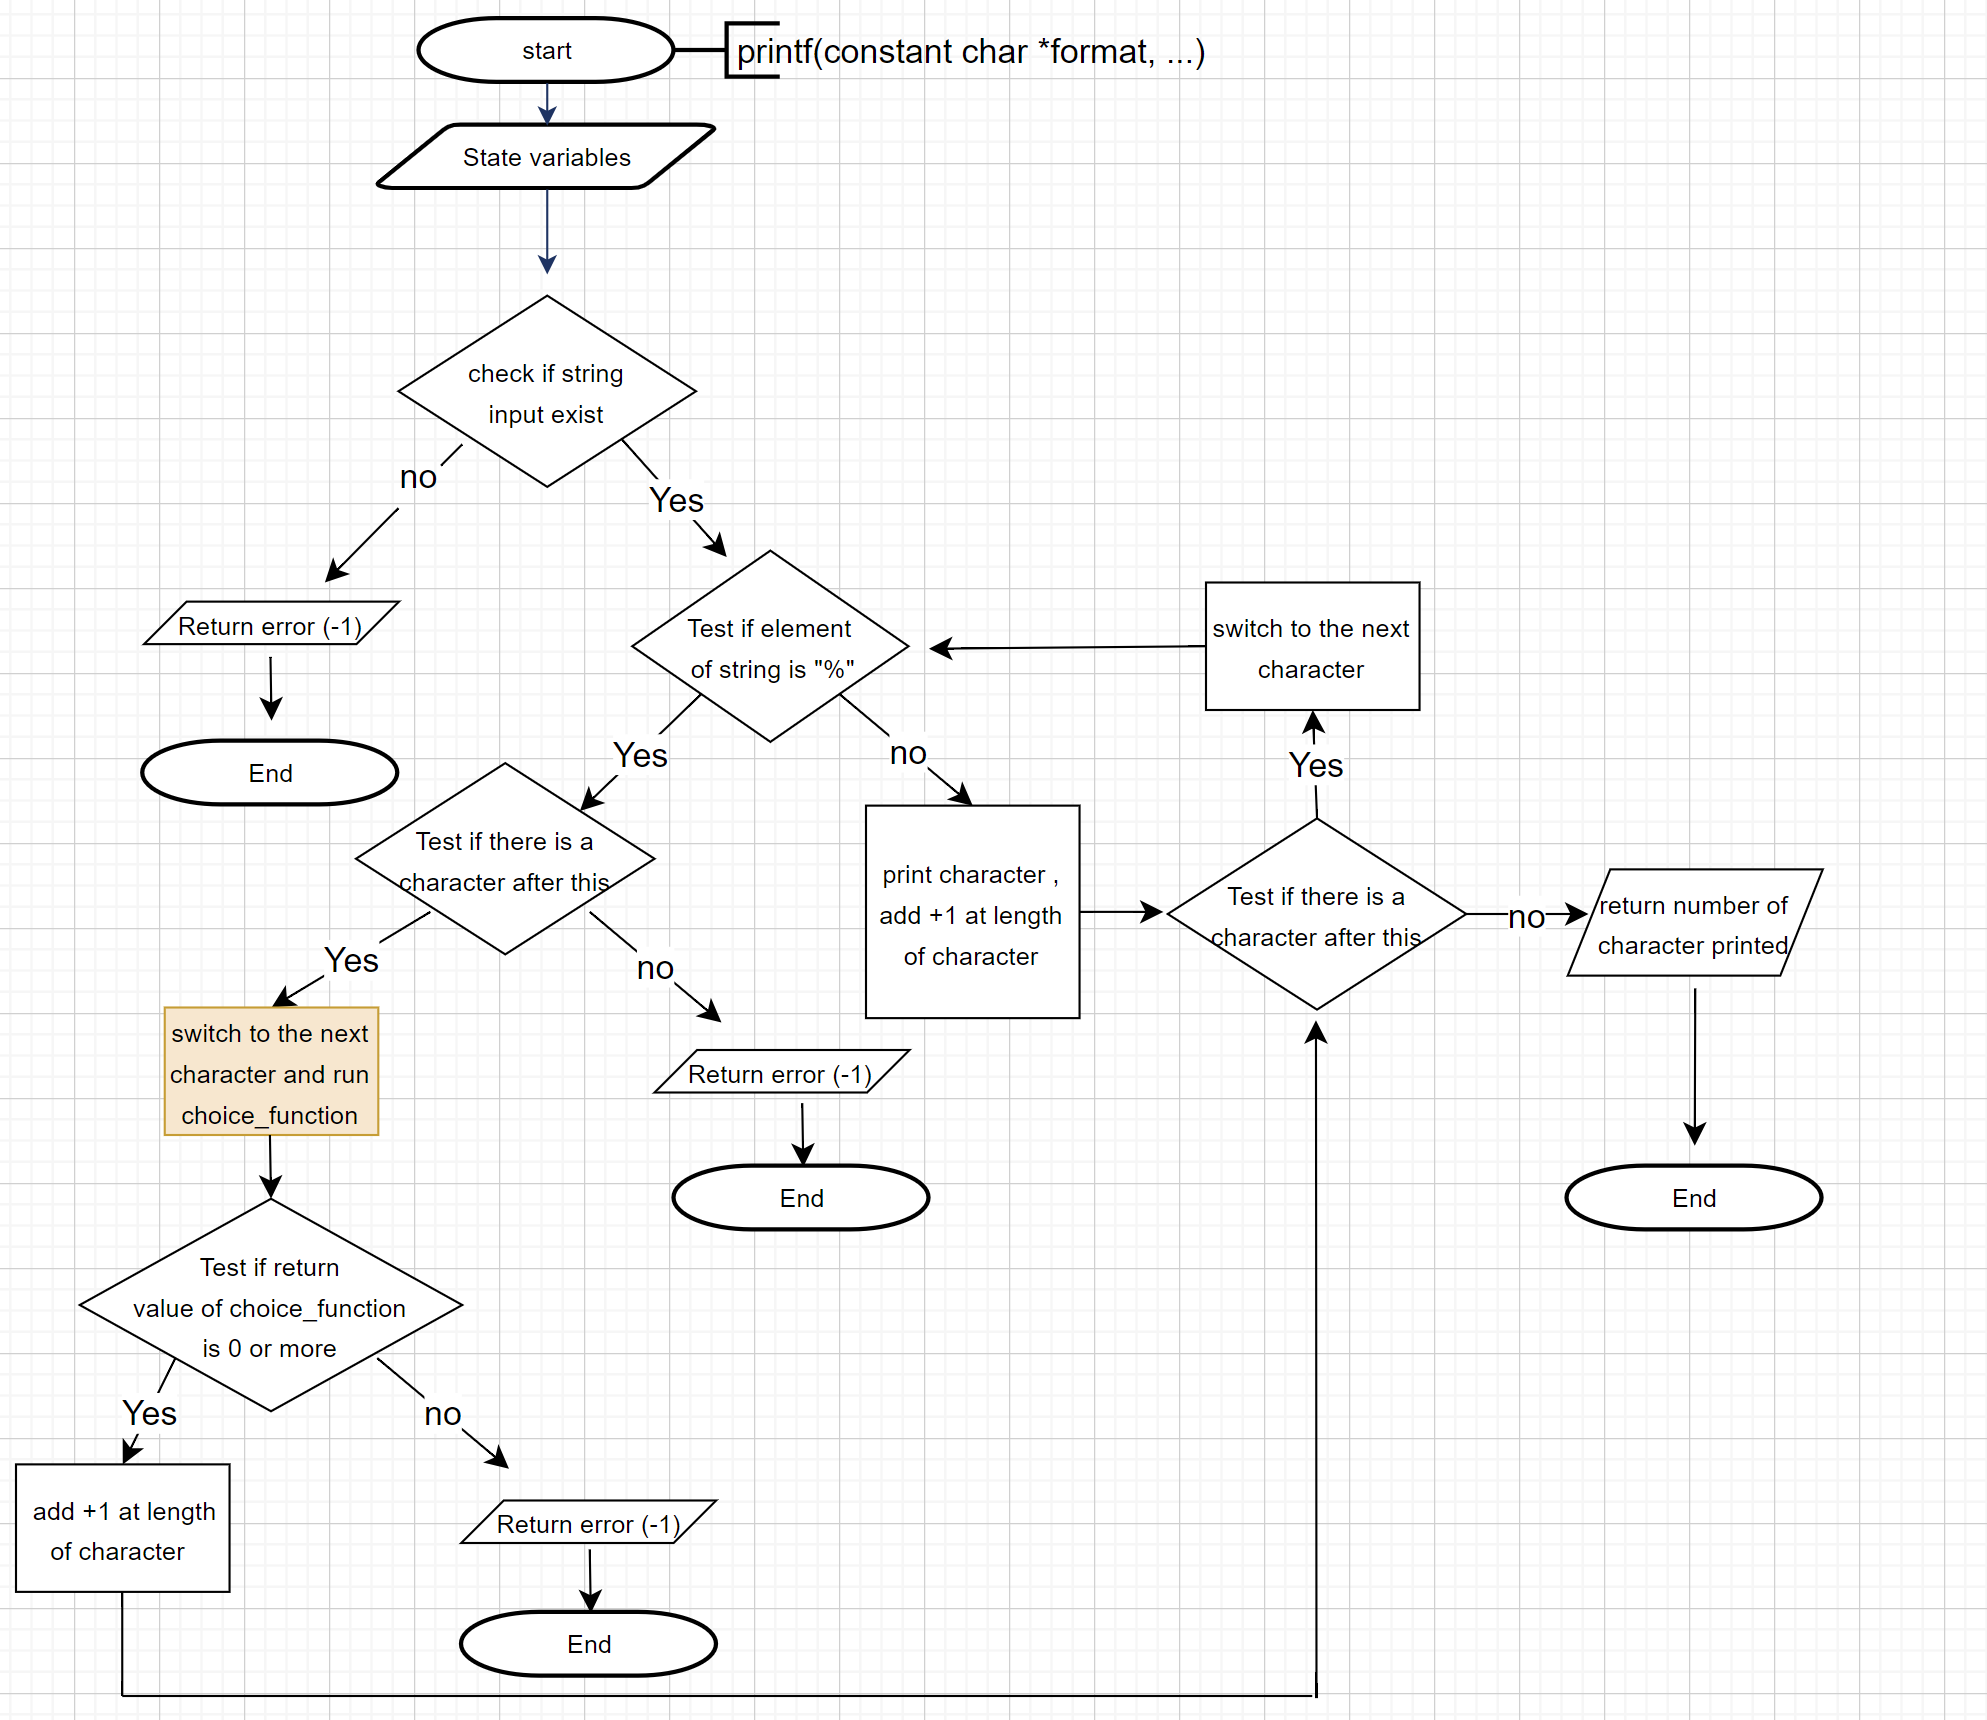 start
printf(constant char *format, ...)
State variables
check if string
input exist
no
Yes
Return error (-1)
End
Test if element
of string is "%"
switch to the next
character
Yes
no
Yes
Test if there is a
character after this
print character ,
add +1 at length
of character
Test if there is a
character after this
no
return number of
character printed
End
Yes
no
switch to the next
character and run
choice_function
Return error (-1)
End
Test if return
value of choice_function
is 0 or more
Yes
no
add +1 at length
of character
Return error (-1)
End